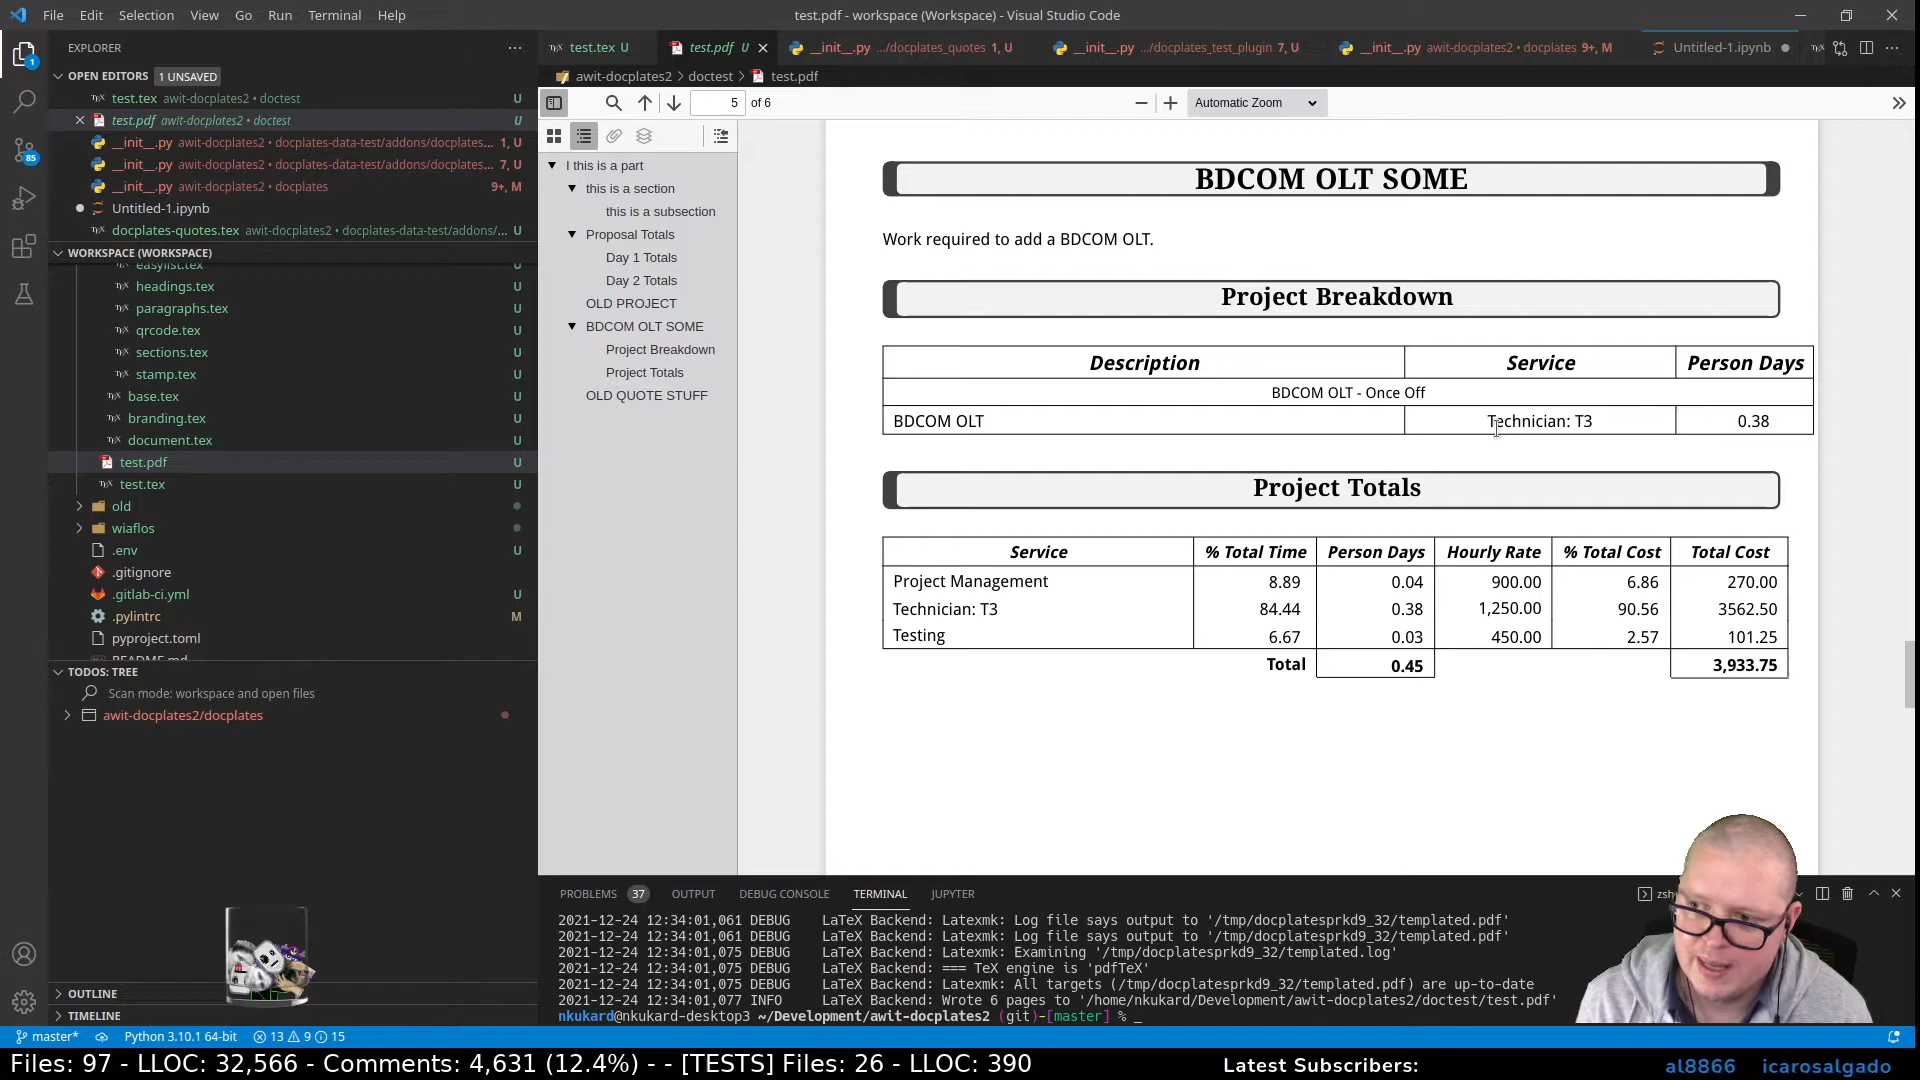 File Edit Selection View Go Run Terminal Help
test.pdf - workspace (Workspace) - Visual Studio Code
EXPLORER
OPEN EDITORS 1 UNSAVED
test.tex awit-docplates2 • doctest U
test.pdf awit-docplates2 • doctest U
__init__.py awit-docplates2 • docplates-data-test/addons/docplates... 1, U
__init__.py awit-docplates2 • docplates-data-test/addons/docplates... 7, U
__init__.py awit-docplates2 • docplates 9+, M
Untitled-1.ipynb
docplates-quotes.tex awit-docplates2 • docplates-data-test/addons/... U
WORKSPACE (WORKSPACE)
easylist.tex U
headings.tex U
paragraphs.tex U
qrcode.tex U
sections.tex U
stamp.tex U
base.tex U
branding.tex U
document.tex U
test.pdf U
test.tex U
old
wiaflos
.env U
.gitignore
.gitlab-ci.yml U
.pylintrc M
pyproject.toml
README.md
TODOS: TREE
Scan mode: workspace and open files
awit-docplates2/docplates
OUTLINE
TIMELINE
1
85
test.tex U
test.pdf U
__init__.py .../docplates_quotes 1, U
__init__.py .../docplates_test_plugin 7, U
__init__.py awit-docplates2 • docplates 9+, M
Untitled-1.ipynb
awit-docplates2 > doctest > test.pdf
5 of 6
Automatic Zoom
I this is a part
this is a section
this is a subsection
Proposal Totals
Day 1 Totals
Day 2 Totals
OLD PROJECT
BDCOM OLT SOME
Project Breakdown
Project Totals
OLD QUOTE STUFF
BDCOM OLT SOME
Work required to add a BDCOM OLT.
Project Breakdown
Description Service Person Days
BDCOM OLT - Once Off
BDCOM OLT Technician: T3 0.38
Project Totals
Service % Total Time Person Days Hourly Rate % Total Cost Total Cost
Project Management 8.89 0.04 900.00 6.86 270.00
Technician: T3 84.44 0.38 1,250.00 90.56 3562.50
Testing 6.67 0.03 450.00 2.57 101.25
Total 0.45 3,933.75
PROBLEMS 37 OUTPUT DEBUG CONSOLE TERMINAL JUPYTER
zsh
2021-12-24 12:34:01,061 DEBUG LaTeX Backend: Latexmk: Log file says output to '/tmp/docplatesprkd9_32/templated.pdf'
2021-12-24 12:34:01,061 DEBUG LaTeX Backend: Latexmk: Log file says output to '/tmp/docplatesprkd9_32/templated.pdf'
2021-12-24 12:34:01,075 DEBUG LaTeX Backend: Latexmk: Examining '/tmp/docplatesprkd9_32/templated.log'
2021-12-24 12:34:01,075 DEBUG LaTeX Backend: === TeX engine is 'pdfTeX'
2021-12-24 12:34:01,075 DEBUG LaTeX Backend: Latexmk: All targets (/tmp/docplatesprkd9_32/templated.pdf) are up-to-date
2021-12-24 12:34:01,077 INFO LaTeX Backend: Wrote 6 pages to '/home/nkukard/Development/awit-docplates2/doctest/test.pdf'
nkukard@nkukard-desktop3 ~/Development/awit-docplates2 (git)-[master] % _
master* Python 3.10.1 64-bit 13 9 15
Files: 97 - LLOC: 32,566 - Comments: 4,631 (12.4%) - - [TESTS] Files: 26 - LLOC: 390
Latest Subscribers: al8866 icarosalgado